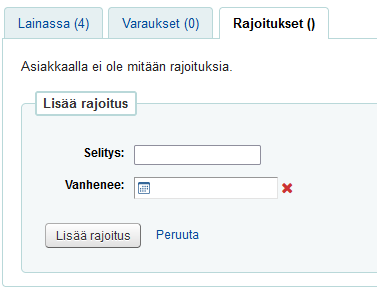 Lainassa (4) Varaukset (0) Rajoitukset ()
Asiakkaalla ei ole mitään rajoituksia.
Lisää rajoitus
Selitys:
Vanhenee:
Lisää rajoitus Peruuta